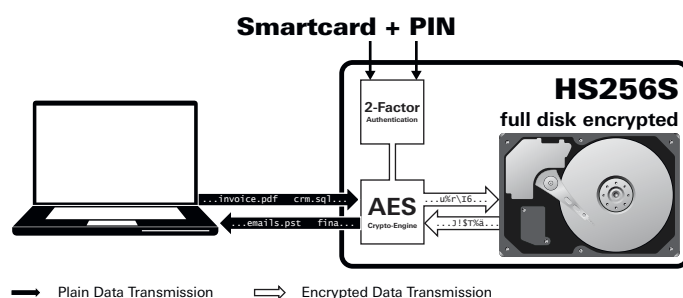 Smartcard + PIN
HS256S
full disk encrypted
2-Factor
Authentication
...invoice.pdf crm.sql...
...emails.pst fina...
AES
Crypto-Engine
...u%r\I6...
...J!$T%ä...
Plain Data Transmission
Encrypted Data Transmission